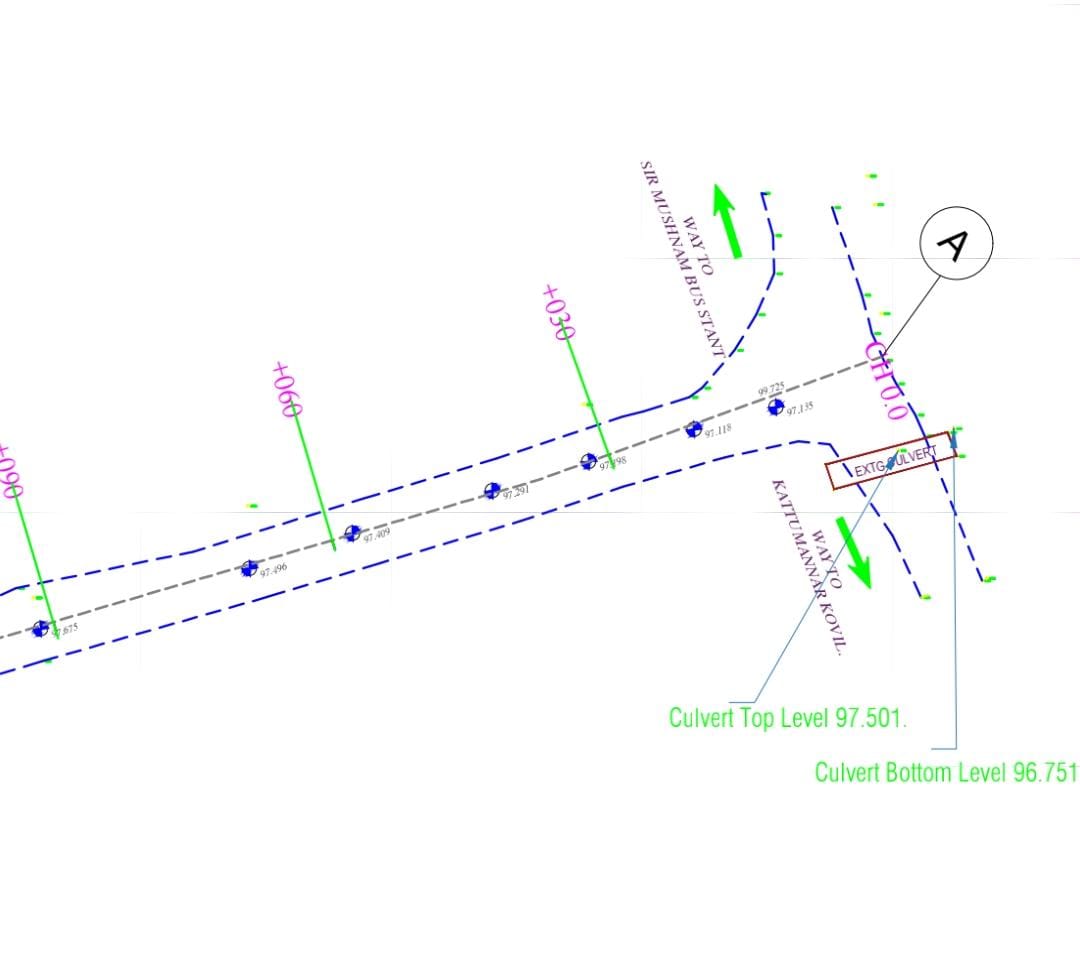 SIR MUSHNAM BUS STANT
WAY TO
A
+030
+060
+090
CH 0.0
99.725
97.135
97.118
97.291
97.409
97.496
97.675
EXTG CULVERT
KATTUMANNAR KOVIL.
WAY TO
Culvert Top Level 97.501.
Culvert Bottom Level 96.751